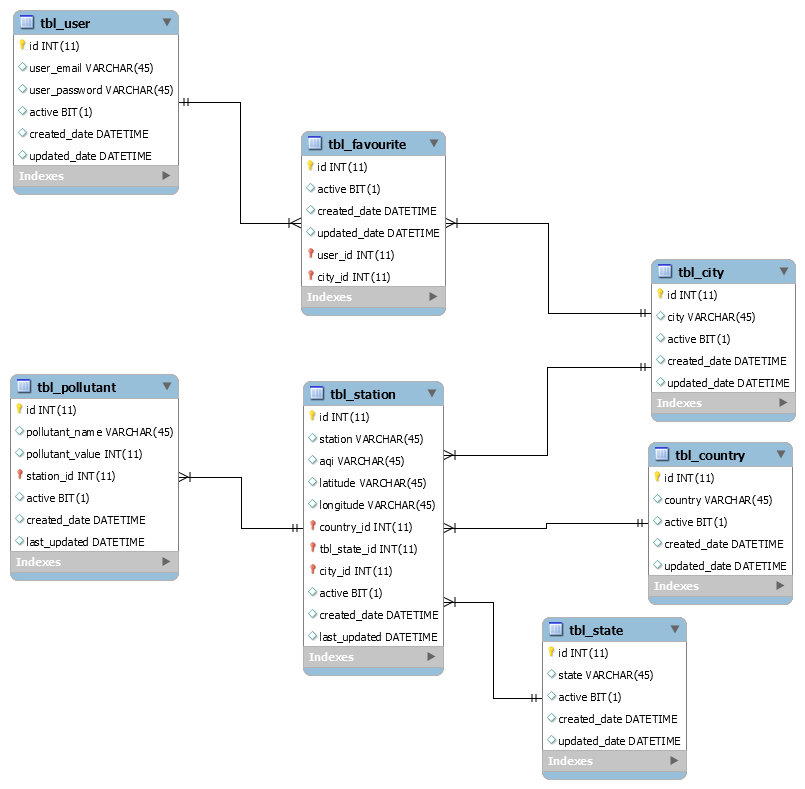 tbl_user
id INT(11)
user_email VARCHAR(45)
user_password VARCHAR(45)
active BIT(1)
created_date DATETIME
updated_date DATETIME
Indexes
tbl_favourite
id INT(11)
active BIT(1)
created_date DATETIME
updated_date DATETIME
user_id INT(11)
city_id INT(11)
Indexes
tbl_city
id INT(11)
city VARCHAR(45)
active BIT(1)
created_date DATETIME
updated_date DATETIME
Indexes
tbl_pollutant
id INT(11)
pollutant_name VARCHAR(45)
pollutant_value INT(11)
station_id INT(11)
active BIT(1)
created_date DATETIME
last_updated DATETIME
Indexes
tbl_station
id INT(11)
station VARCHAR(45)
aqi VARCHAR(45)
latitude VARCHAR(45)
longitude VARCHAR(45)
country_id INT(11)
tbl_state_id INT(11)
city_id INT(11)
active BIT(1)
created_date DATETIME
last_updated DATETIME
Indexes
tbl_country
id INT(11)
country VARCHAR(45)
active BIT(1)
created_date DATETIME
updated_date DATETIME
Indexes
tbl_state
id INT(11)
state VARCHAR(45)
active BIT(1)
created_date DATETIME
updated_date DATETIME
Indexes